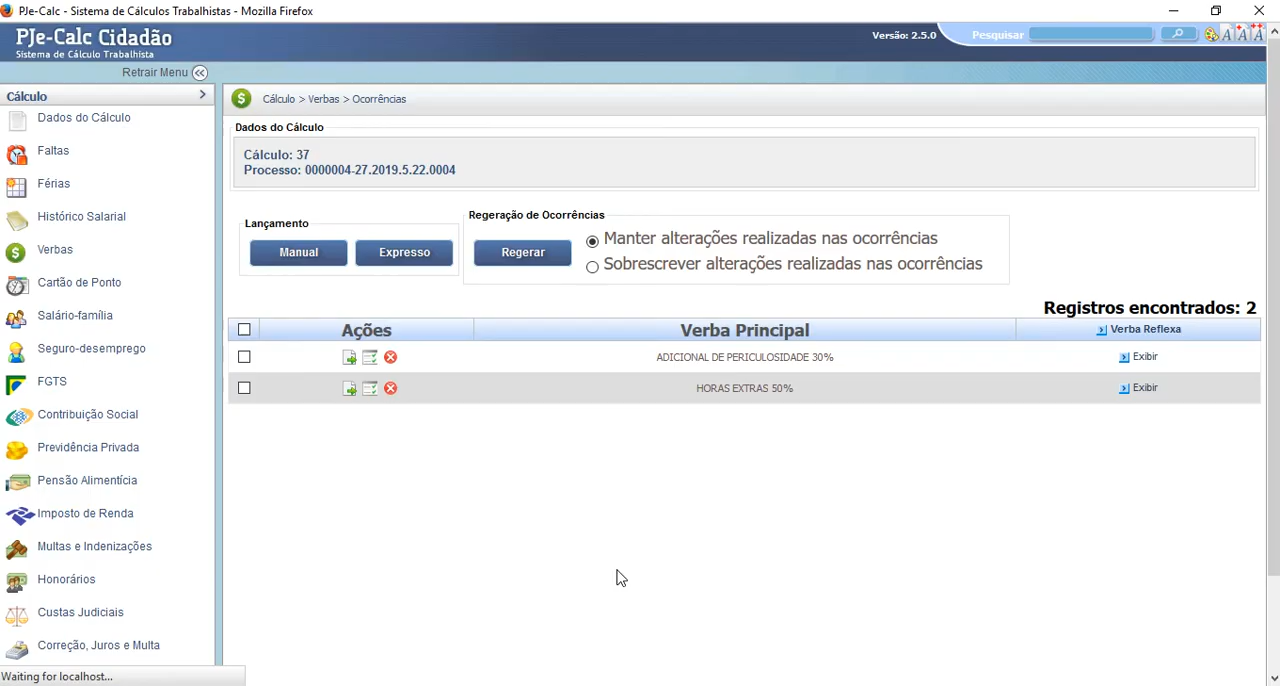 PJe-Calc - Sistema de Cálculos Trabalhistas - Mozilla Firefox
PJe-Calc Cidadão
Sistema de Cálculo Trabalhista
Versão: 2.5.0
Pesquisar
A A A
Retrair Menu
Cálculo
Dados do Cálculo
Faltas
Férias
Histórico Salarial
Verbas
Cartão de Ponto
Salário-família
Seguro-desemprego
FGTS
Contribuição Social
Previdência Privada
Pensão Alimentícia
Imposto de Renda
Multas e Indenizações
Honorários
Custas Judiciais
Correção, Juros e Multa
Waiting for localhost...
Cálculo > Verbas > Ocorrências
Dados do Cálculo
Cálculo: 37
Processo: 0000004-27.2019.5.22.0004
Lançamento
Manual Expresso
Regeração de Ocorrências
Regerar
Manter alterações realizadas nas ocorrências
Sobrescrever alterações realizadas nas ocorrências
Registros encontrados: 2
Ações Verba Principal Verba Reflexa
ADICIONAL DE PERICULOSIDADE 30% Exibir
HORAS EXTRAS 50% Exibir